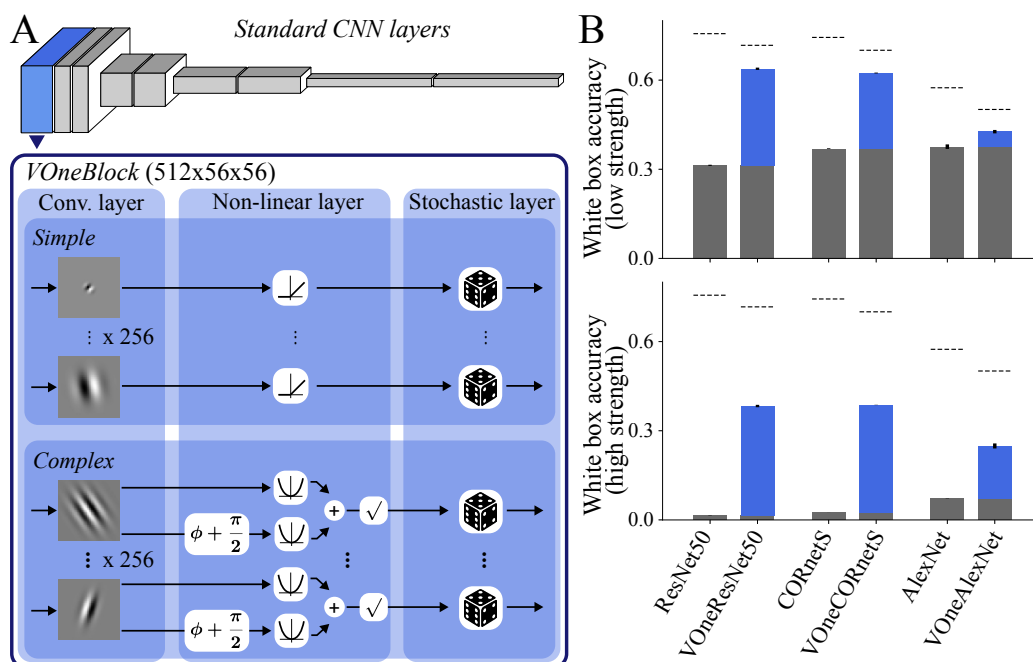 A
Standard CNN layers
VOneBlock (512x56x56)
Conv. layer
Non-linear layer
Stochastic layer
Simple
x 256
Complex
ϕ + π/2
x 256
ϕ + π/2
B
White box accuracy
(low strength)
0.6
0.3
0.0
White box accuracy
(high strength)
0.6
0.3
0.0
ResNet50
VOneResNet50
CORnetS
VOneCORnetS
AlexNet
VOneAlexNet